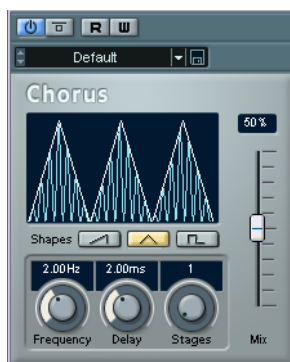 R W
Default
Chorus
50 %
Shapes
2.00Hz 2.00ms 1
Frequency Delay Stages Mix